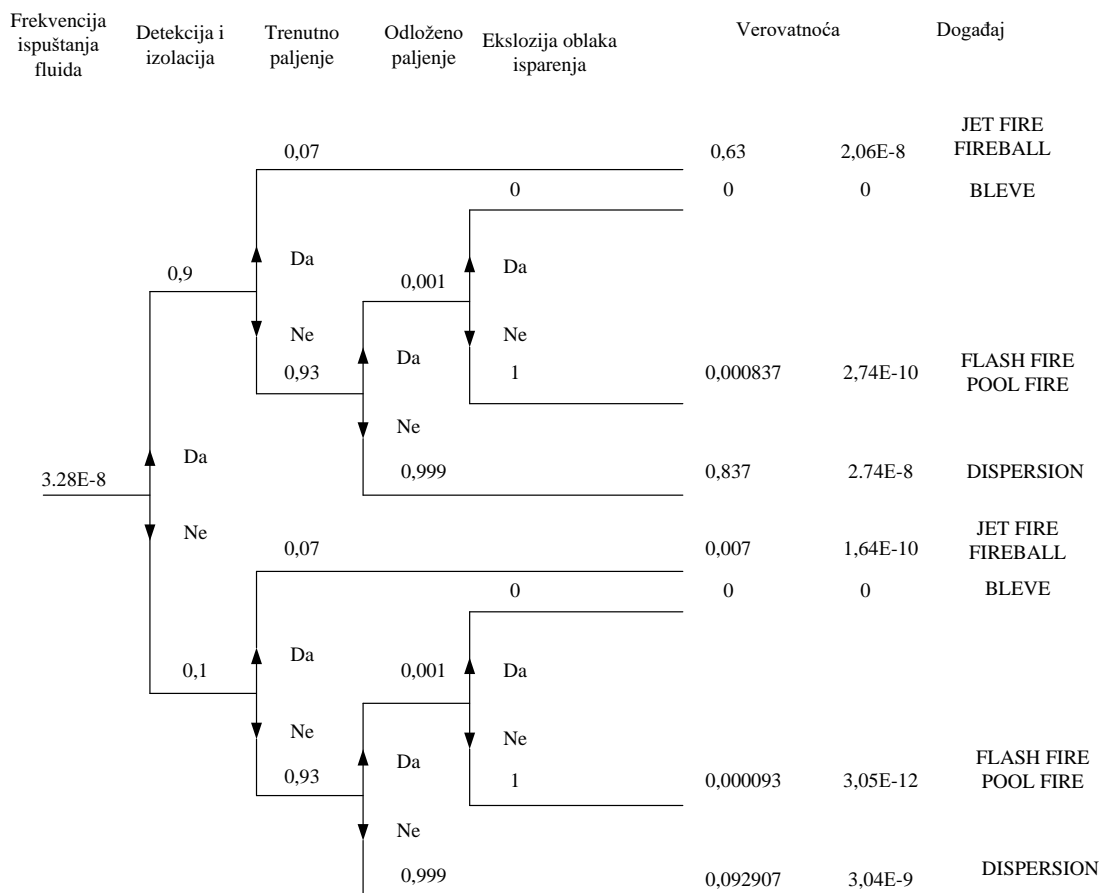 Frekvencija
ispuštanja
fluida
Detekcija i
izolacija
Trenutno
paljenje
Odloženo
paljenje
Ekslozija oblaka
isparenja
Verovatnoća
Događaj
0,07
0,63
2,06E-8
JET FIRE
FIREBALL
0
0
0
BLEVE
0,9
Da
0,001
Da
Ne
0,93
Da
Ne
1
0,000837
2,74E-10
FLASH FIRE
POOL FIRE
Ne
0,999
0,837
2.74E-8
DISPERSION
3.28E-8
Da
Ne
0,07
0,007
1,64E-10
JET FIRE
FIREBALL
0
0
0
BLEVE
0,1
Da
0,001
Da
Ne
0,93
Da
Ne
1
0,000093
3,05E-12
FLASH FIRE
POOL FIRE
Ne
0,999
0,092907
3,04E-9
DISPERSION